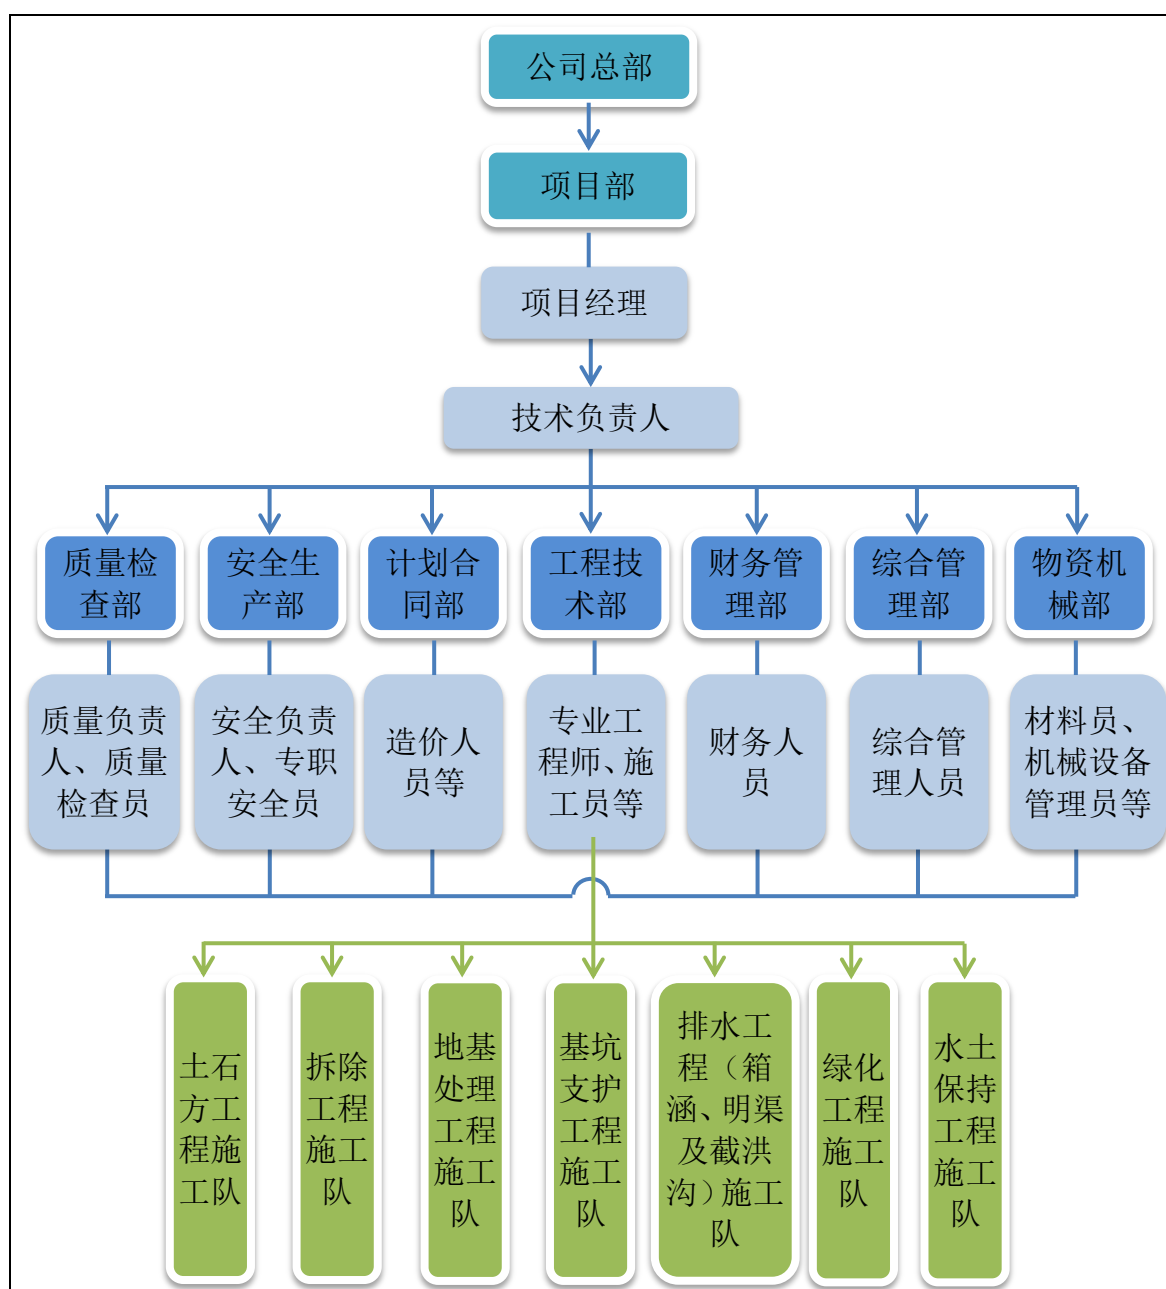 公司总部
项目部
项目经理
技术负责人
质量检
查部
安全生
产部
计划合
同部
工程技
术部
财务管
理部
综合管
理部
物资机
械部
质量负责
人、质量
检查员
安全负责
人、专职
安全员
造价人
员等
专业工
程师、施
工员等
财务人
员
综合管
理人员
材料员、
机械设备
管理员等
土石
方工
程施
工队
拆除
工程
施工
队
地基
处理
工程
施工
队
基坑
支护
工程
施工
队
排水工
程（箱
涵、明渠
及截洪
沟）施工
队
绿化
工程
施工
队
水土
保持
工程
施工
队